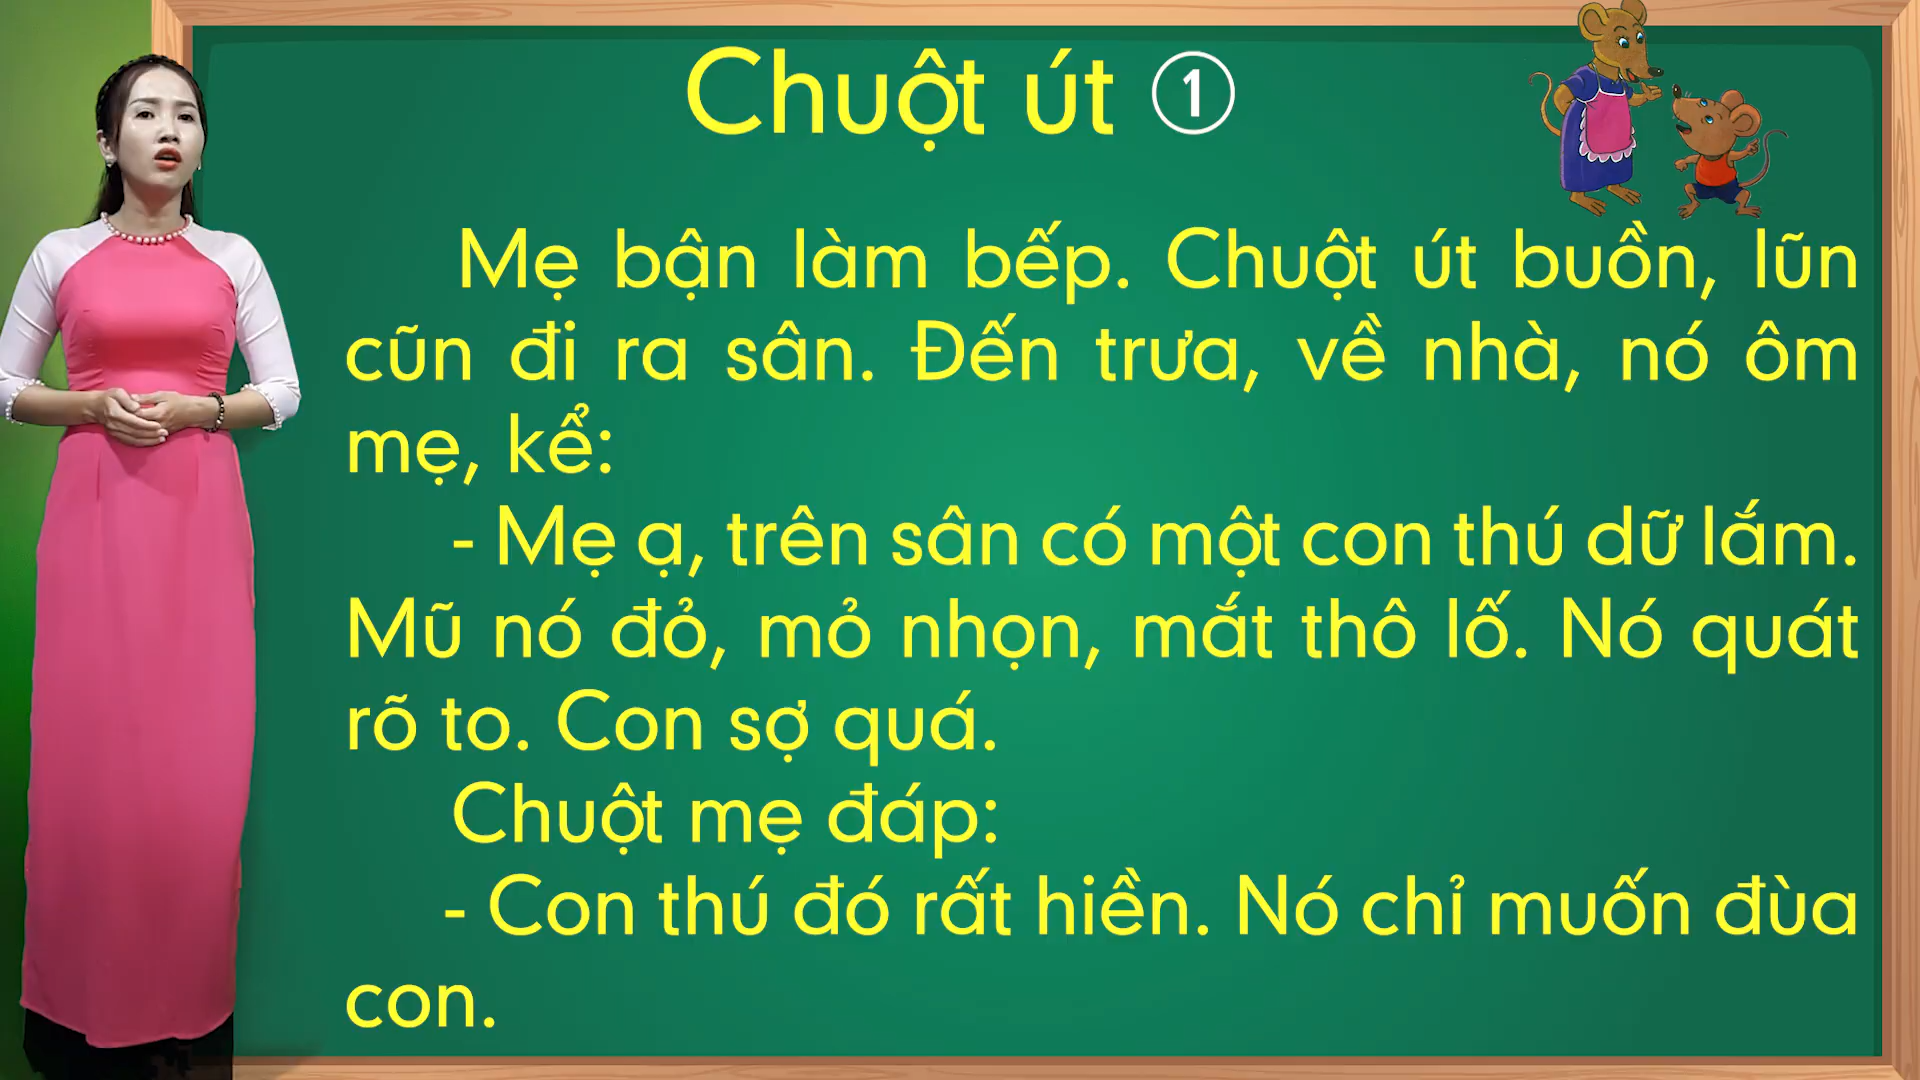 Chuột út ①
Mẹ bận làm bếp. Chuột út buồn, lũn
cũn đi ra sân. Đến trưa, về nhà, nó ôm
mẹ, kể:
- Mẹ ạ, trên sân có một con thú dữ lắm.
Mũ nó đỏ, mỏ nhọn, mắt thô lố. Nó quát
rõ to. Con sợ quá.
Chuột mẹ đáp:
- Con thú đó rất hiền. Nó chỉ muốn đùa
con.